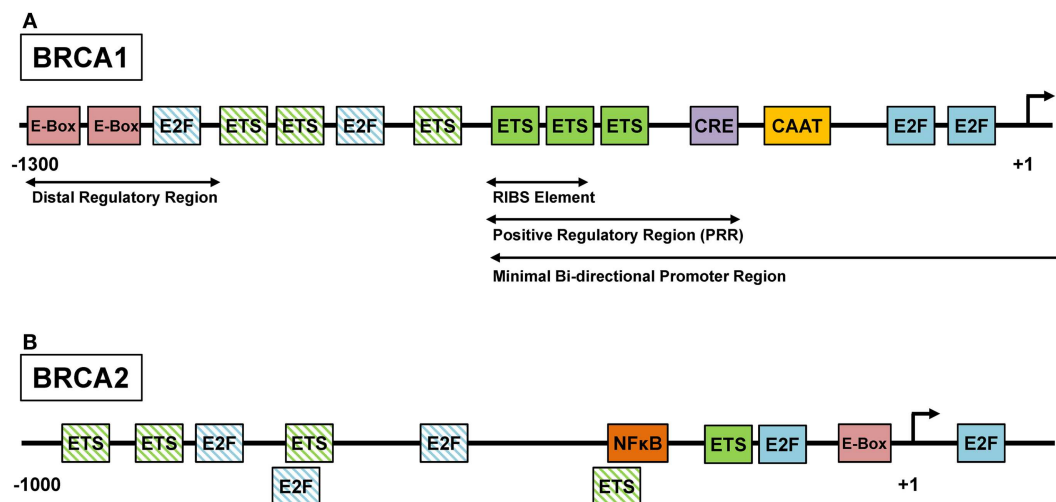 A
BRCA1
E-Box E-Box E2F ETS ETS E2F ETS ETS ETS ETS CRE CAAT E2F E2F
-1300 +1
Distal Regulatory Region RIBS Element
Positive Regulatory Region (PRR)
Minimal Bi-directional Promoter Region
B
BRCA2
ETS ETS E2F ETS E2F NFκB ETS E2F E-Box E2F
-1000 E2F ETS +1